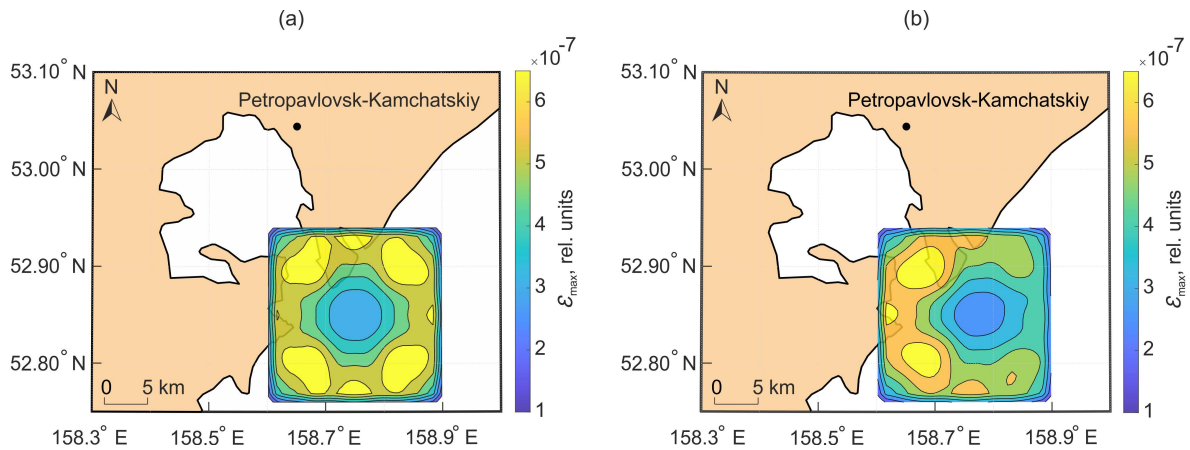 (a)
(b)
×10-7
×10-7
53.10° N
53.00° N
52.90° N
52.80° N
N
Petropavlovsk-Kamchatskiy
0 5 km
158.3° E 158.5° E 158.7° E 158.9° E
6
5
4
3
2
1
ℰmax, rel. units
53.10° N
53.00° N
52.90° N
52.80° N
N
Petropavlovsk-Kamchatskiy
0 5 km
158.3° E 158.5° E 158.7° E 158.9° E
6
5
4
3
2
1
ℰmax, rel. units